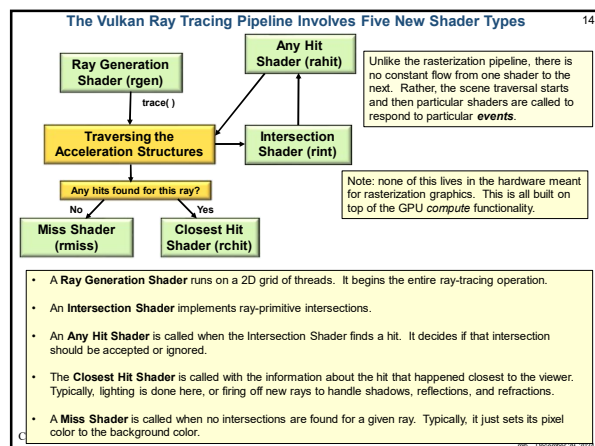 The Vulkan Ray Tracing Pipeline Involves Five New Shader Types
14
Ray Generation
Shader (rgen)
Any Hit
Shader (rahit)
Unlike the rasterization pipeline, there is
no constant flow from one shader to the
next. Rather, the scene traversal starts
and then particular shaders are called to
respond to particular events.
trace( )
Traversing the
Acceleration Structures
Intersection
Shader (rint)
Any hits found for this ray?
No
Yes
Miss Shader
(rmiss)
Closest Hit
Shader (rchit)
Note: none of this lives in the hardware meant
for rasterization graphics. This is all built on
top of the GPU compute functionality.
• A Ray Generation Shader runs on a 2D grid of threads. It begins the entire ray-tracing operation.
• An Intersection Shader implements ray-primitive intersections.
• An Any Hit Shader is called when the Intersection Shader finds a hit. It decides if that intersection
should be accepted or ignored.
• The Closest Hit Shader is called with the information about the hit that happened closest to the viewer.
Typically, lighting is done here, or firing off new rays to handle shadows, reflections, and refractions.
• A Miss Shader is called when no intersections are found for a given ray. Typically, it just sets its pixel
color to the background color.